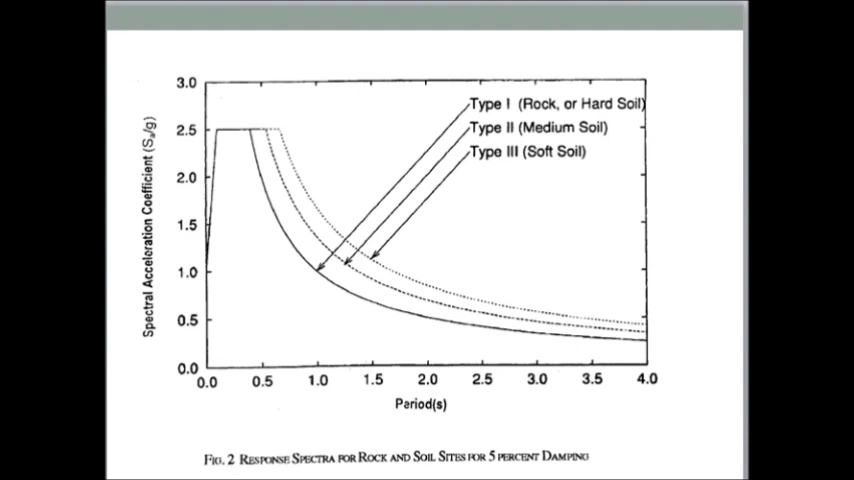 3.0
Type I (Rock, or Hard Soil)
Type II (Medium Soil)
Type III (Soft Soil)
2.5
2.0
1.5
1.0
0.5
0.0
Spectral Acceleration Coefficient (Sa/g)
0.0 0.5 1.0 1.5 2.0 2.5 3.0 3.5 4.0
Period(s)
FIG. 2 RESPONSE SPECTRA FOR ROCK AND SOIL SITES FOR 5 PERCENT DAMPING